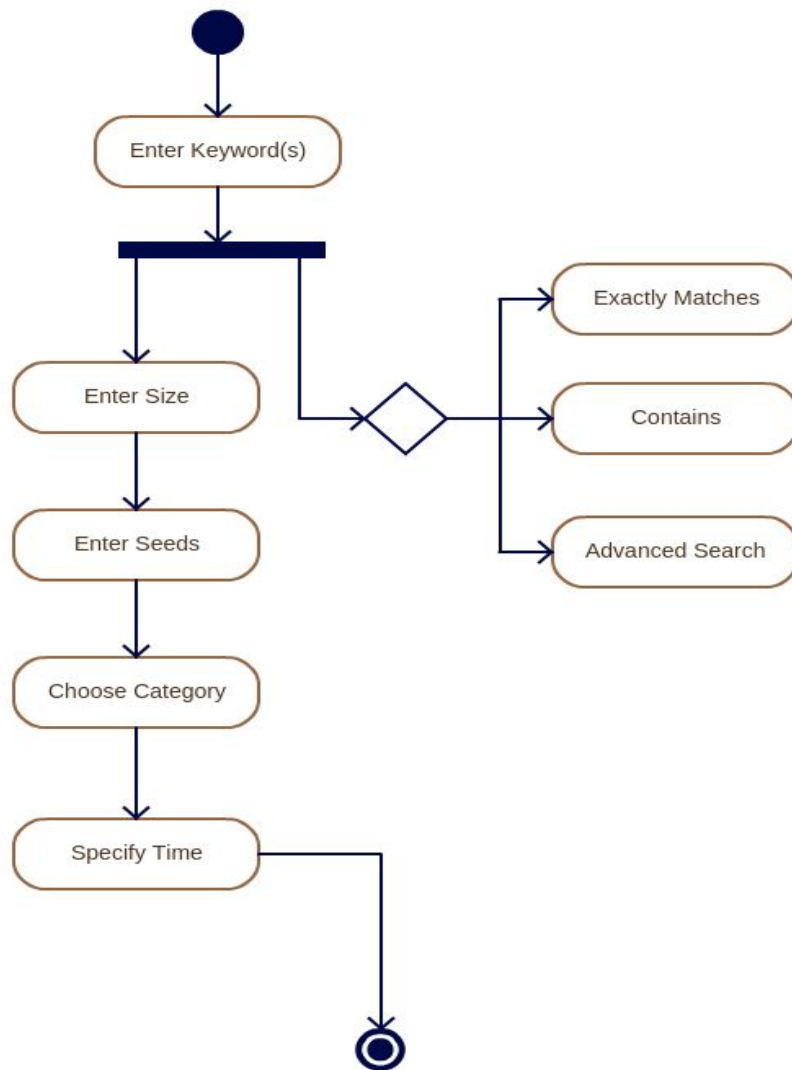 Enter Keyword(s)
Exactly Matches
Enter Size
Contains
Enter Seeds
Advanced Search
Choose Category
Specify Time